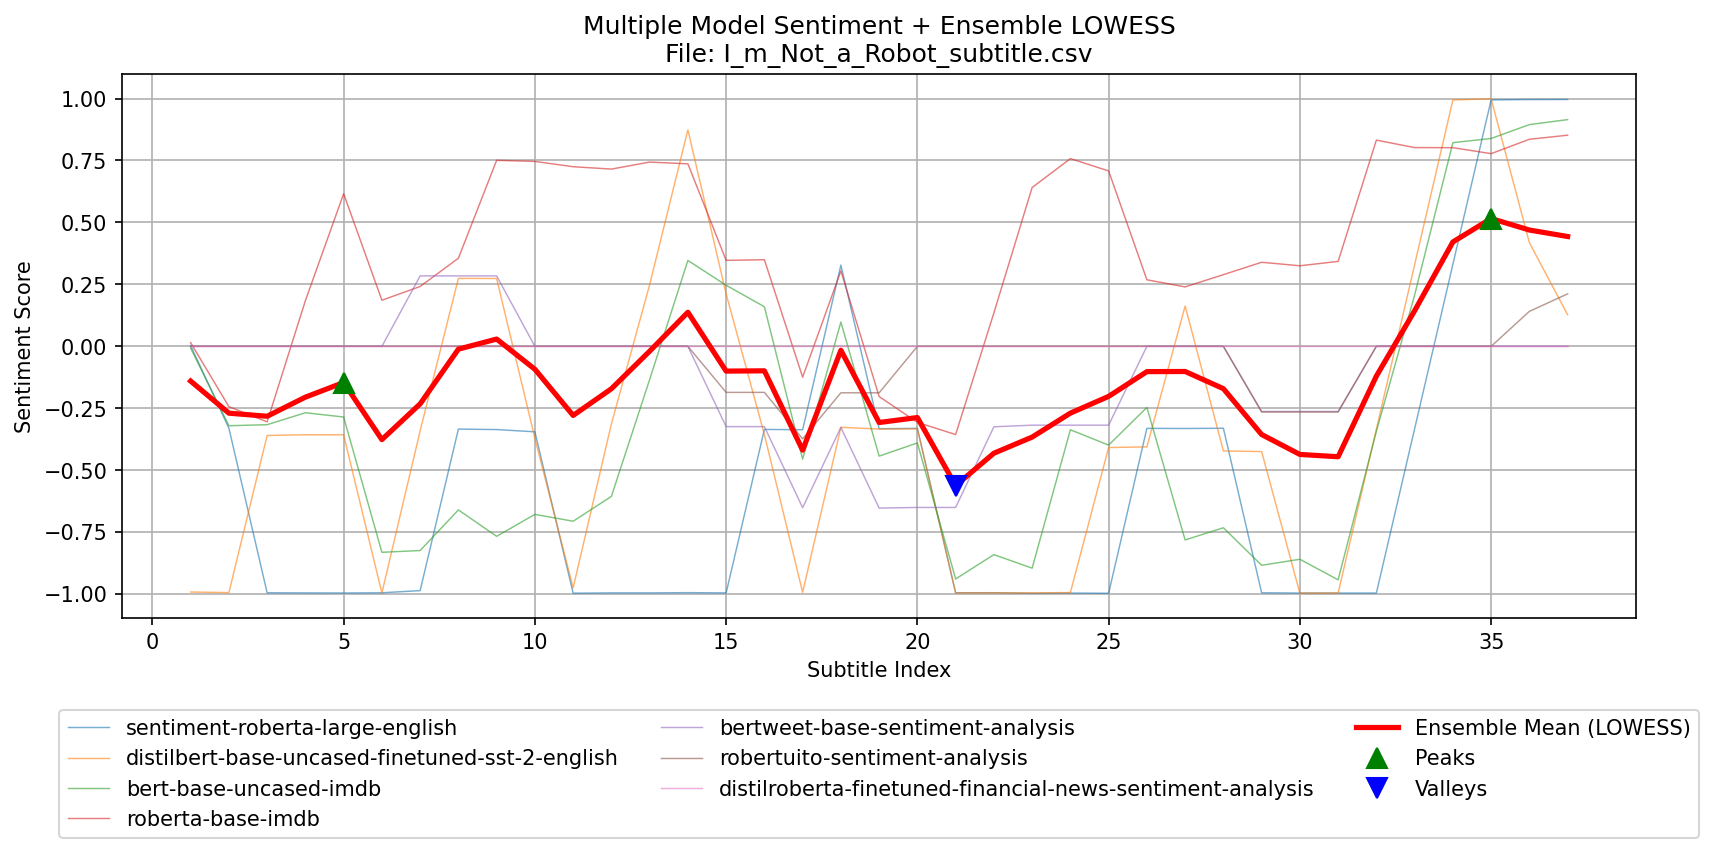 Multiple Model Sentiment + Ensemble LOWESS
File: I_m_Not_a_Robot_subtitle.csv
Sentiment Score
1.00
0.75
0.50
0.25
0.00
−0.25
−0.50
−0.75
−1.00
0 5 10 15 20 25 30 35
Subtitle Index
sentiment-roberta-large-english
distilbert-base-uncased-finetuned-sst-2-english
bert-base-uncased-imdb
roberta-base-imdb
bertweet-base-sentiment-analysis
robertuito-sentiment-analysis
distilroberta-finetuned-financial-news-sentiment-analysis
Ensemble Mean (LOWESS)
Peaks
Valleys